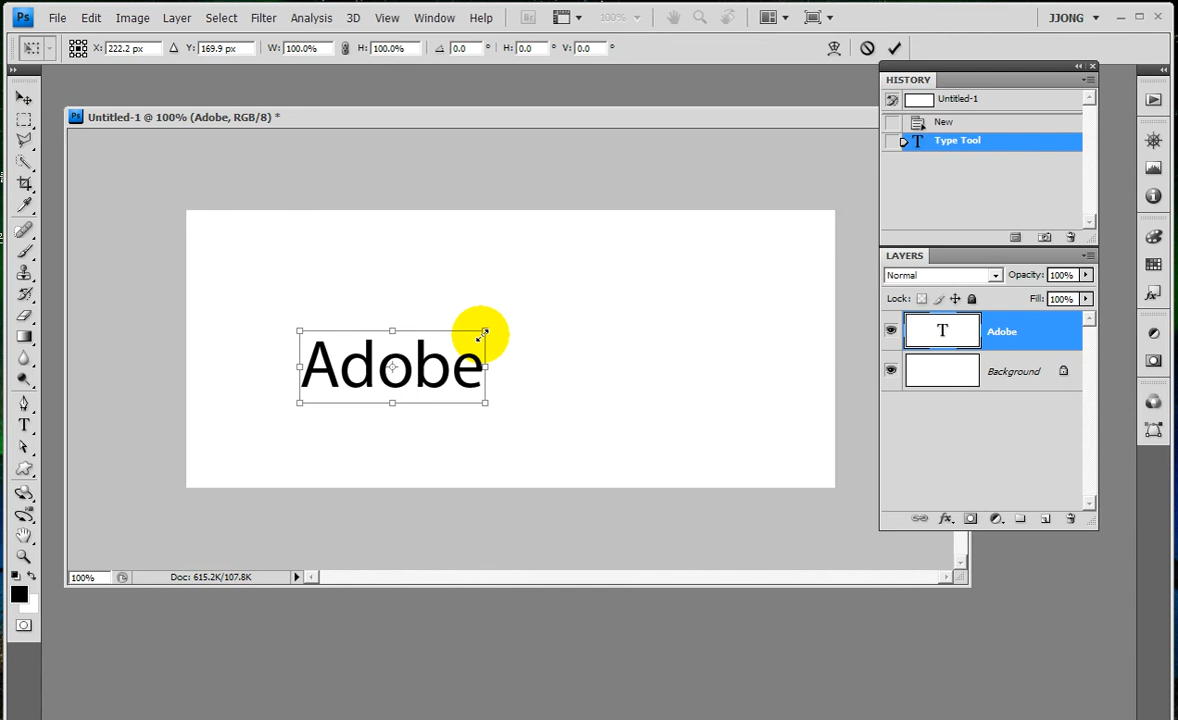 Ps File Edit Image Layer Select Filter Analysis 3D View Window Help Br 100% JJONG
X: 222.2 px Y: 169.9 px W: 100.0% H: 100.0% 0.0 ° H: 0.0 ° V: 0.0 °
HISTORY
Untitled-1
New
Type Tool
Ps Untitled-1 @ 100% (Adobe, RGB/8) *
Adobe
LAYERS
Normal Opacity: 100%
Lock: Fill: 100%
T Adobe
Background
100% Doc: 615.2K/107.8K